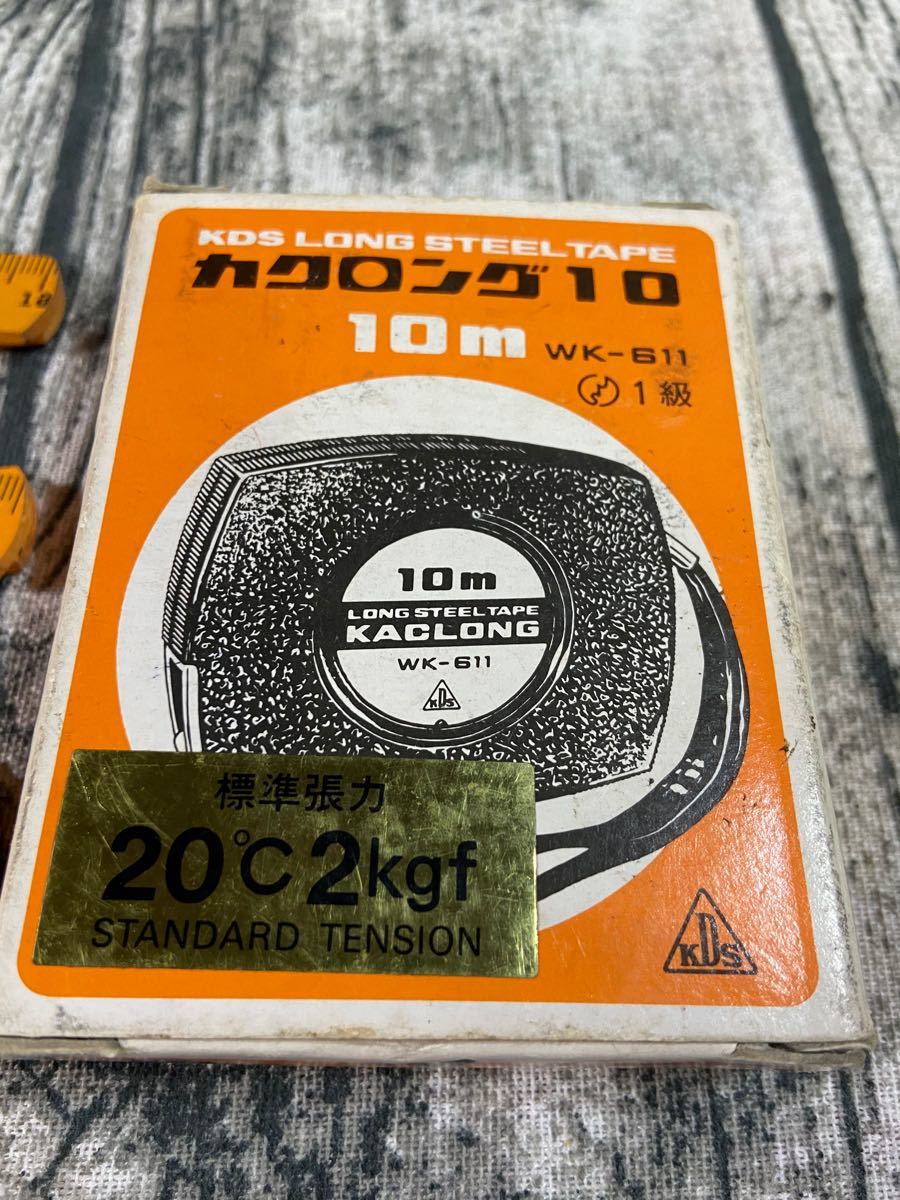 KDS LONG STEEL TAPE
カクロング10
10m WK-611
1級
10m
LONG STEEL TAPE
KACLONG
WK-611
KDS
標準張力
20℃2kgf
STANDARD TENSION
KDS
18